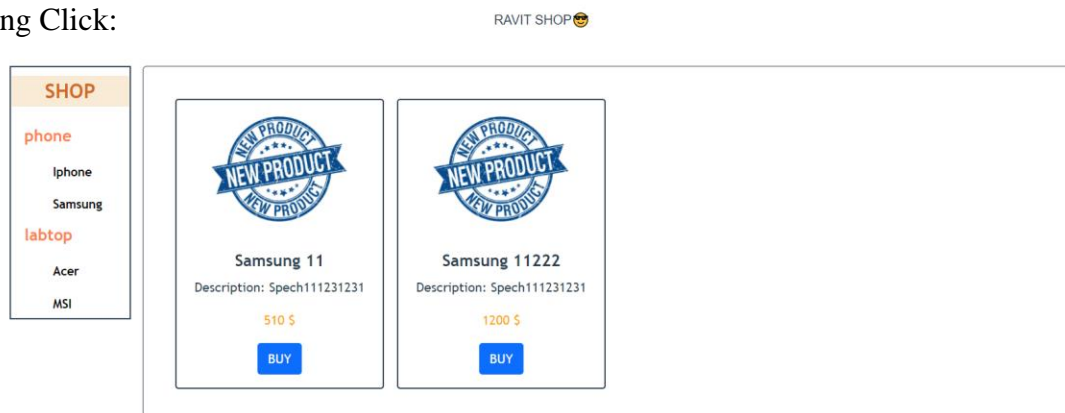 ng Click:
RAVIT SHOP😎
SHOP
phone
Iphone
Samsung
labtop
Acer
MSI
NEW PRODUCT
NEW PRODUCT
NEW PRODUCT
Samsung 11
Description: Spech111231231
510 $
BUY
NEW PRODUCT
NEW PRODUCT
NEW PRODUCT
Samsung 11222
Description: Spech111231231
1200 $
BUY